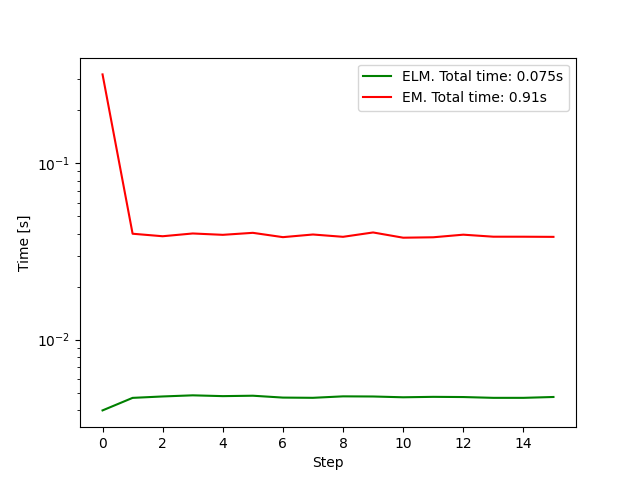 ELM. Total time: 0.075s
EM. Total time: 0.91s
10⁻¹
10⁻²
Time [s]
0 2 4 6 8 10 12 14
Step